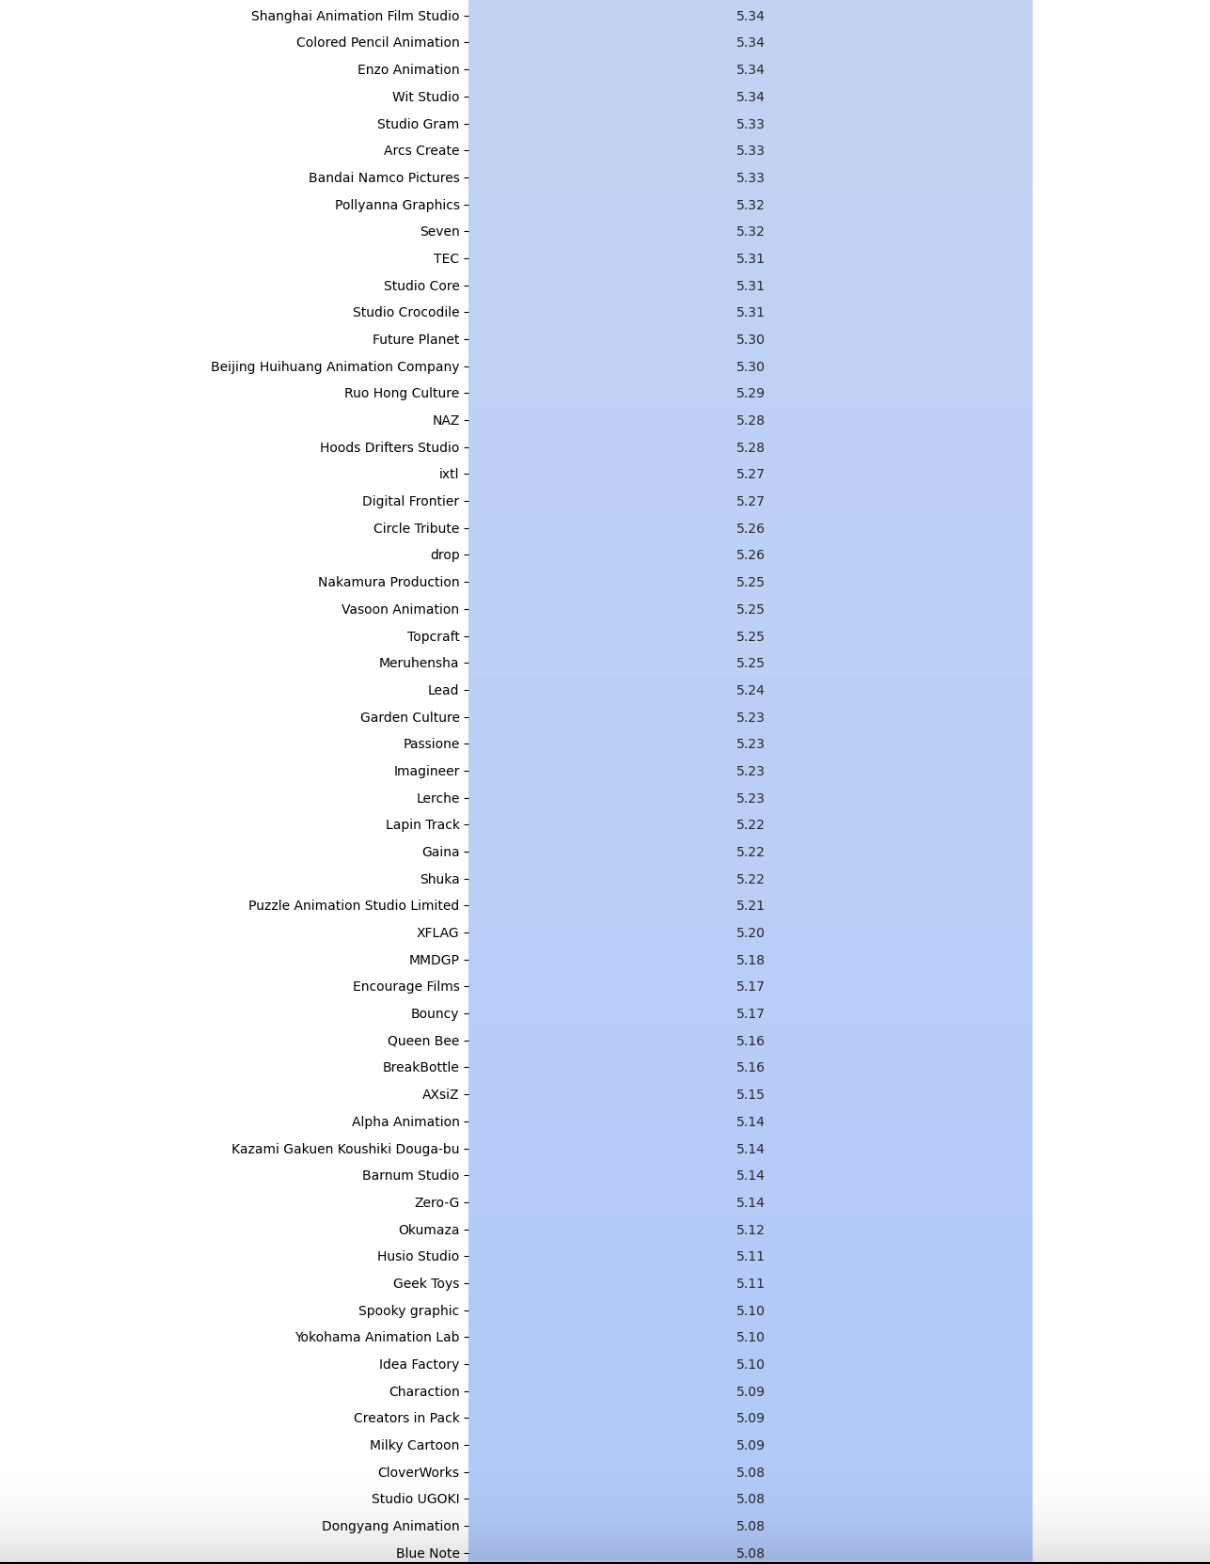 Shanghai Animation Film Studio 5.34
Colored Pencil Animation 5.34
Enzo Animation 5.34
Wit Studio 5.34
Studio Gram 5.33
Arcs Create 5.33
Bandai Namco Pictures 5.33
Pollyanna Graphics 5.32
Seven 5.32
TEC 5.31
Studio Core 5.31
Studio Crocodile 5.31
Future Planet 5.30
Beijing Huihuang Animation Company 5.30
Ruo Hong Culture 5.29
NAZ 5.28
Hoods Drifters Studio 5.28
ixtl 5.27
Digital Frontier 5.27
Circle Tribute 5.26
drop 5.26
Nakamura Production 5.25
Vasoon Animation 5.25
Topcraft 5.25
Meruhensha 5.25
Lead 5.24
Garden Culture 5.23
Passione 5.23
Imagineer 5.23
Lerche 5.23
Lapin Track 5.22
Gaina 5.22
Shuka 5.22
Puzzle Animation Studio Limited 5.21
XFLAG 5.20
MMDGP 5.18
Encourage Films 5.17
Bouncy 5.17
Queen Bee 5.16
BreakBottle 5.16
AXsiZ 5.15
Alpha Animation 5.14
Kazami Gakuen Koushiki Douga-bu 5.14
Barnum Studio 5.14
Zero-G 5.14
Okumaza 5.12
Husio Studio 5.11
Geek Toys 5.11
Spooky graphic 5.10
Yokohama Animation Lab 5.10
Idea Factory 5.10
Charaction 5.09
Creators in Pack 5.09
Milky Cartoon 5.09
CloverWorks 5.08
Studio UGOKI 5.08
Dongyang Animation 5.08
Blue Note 5.08